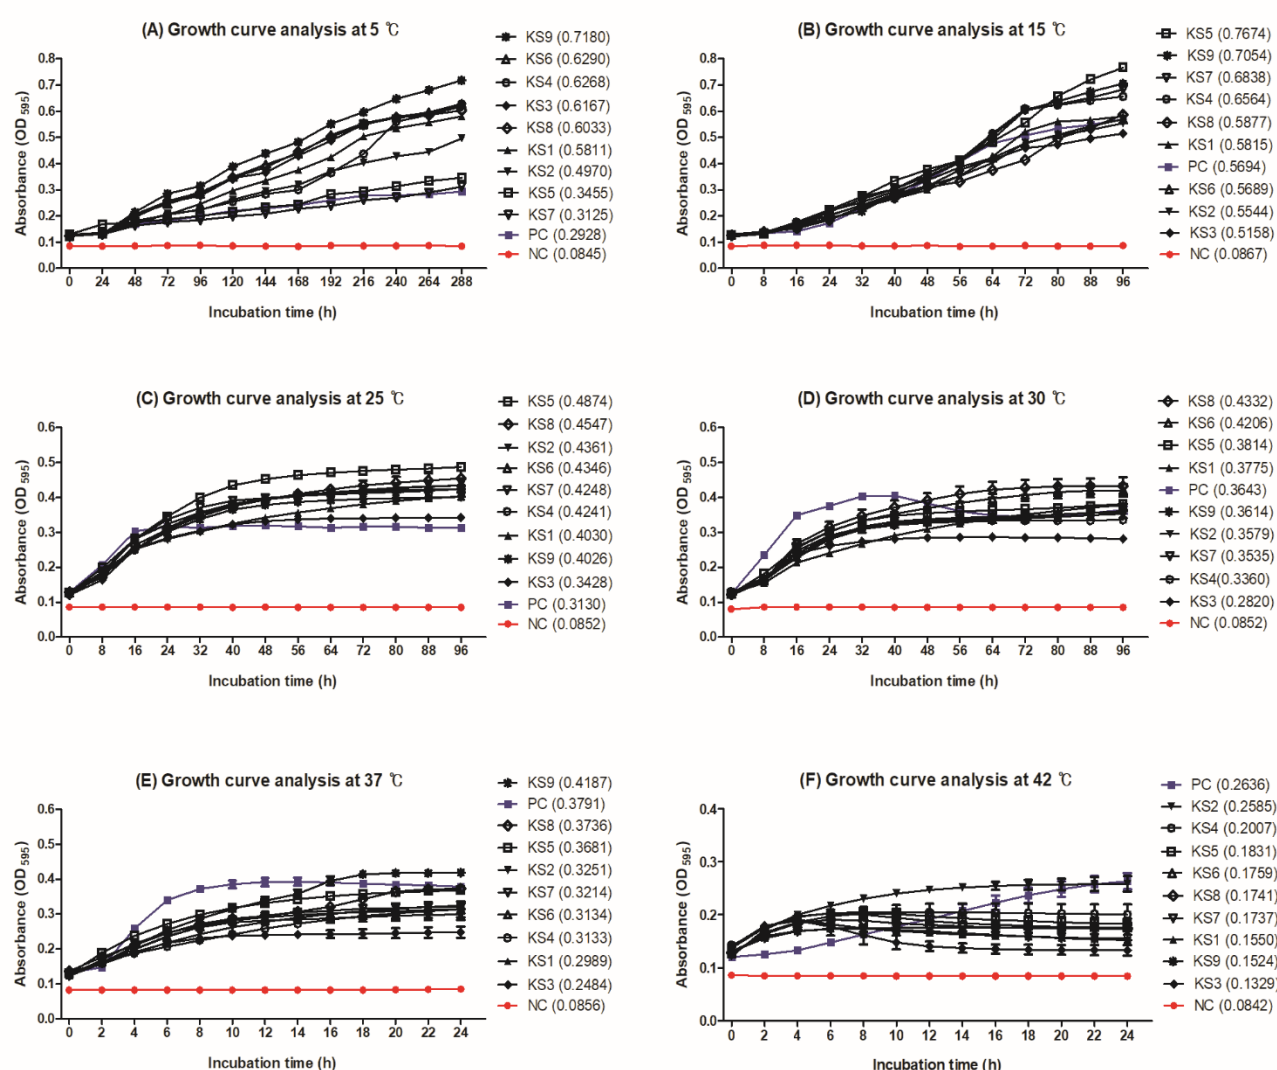 (A) Growth curve analysis at 5 ℃
Absorbance (OD 595)
0.8
0.7
0.6
0.5
0.4
0.3
0.2
0.1
0.0
0 24 48 72 96 120 144 168 192 216 240 264 288
Incubation time (h)
KS9 (0.7180)
KS6 (0.6290)
KS4 (0.6268)
KS3 (0.6167)
KS8 (0.6033)
KS1 (0.5811)
KS2 (0.4970)
KS5 (0.3455)
KS7 (0.3125)
PC (0.2928)
NC (0.0845)
(B) Growth curve analysis at 15 ℃
Absorbance (OD 595)
0.8
0.7
0.6
0.5
0.4
0.3
0.2
0.1
0.0
0 8 16 24 32 40 48 56 64 72 80 88 96
Incubation time (h)
KS5 (0.7674)
KS9 (0.7054)
KS7 (0.6838)
KS4 (0.6564)
KS8 (0.5877)
KS1 (0.5815)
PC (0.5694)
KS6 (0.5689)
KS2 (0.5544)
KS3 (0.5158)
NC (0.0867)
(C) Growth curve analysis at 25 ℃
Absorbance (OD 595)
0.6
0.5
0.4
0.3
0.2
0.1
0.0
0 8 16 24 32 40 48 56 64 72 80 88 96
Incubation time (h)
KS5 (0.4874)
KS8 (0.4547)
KS2 (0.4361)
KS6 (0.4346)
KS7 (0.4248)
KS4 (0.4241)
KS1 (0.4030)
KS9 (0.4026)
KS3 (0.3428)
PC (0.3130)
NC (0.0852)
(D) Growth curve analysis at 30 ℃
Absorbance (OD 595)
0.6
0.5
0.4
0.3
0.2
0.1
0.0
0 8 16 24 32 40 48 56 64 72 80 88 96
Incubation time (h)
KS8 (0.4332)
KS6 (0.4206)
KS5 (0.3814)
KS1 (0.3775)
PC (0.3643)
KS9 (0.3614)
KS2 (0.3579)
KS7 (0.3535)
KS4(0.3360)
KS3 (0.2820)
NC (0.0852)
(E) Growth curve analysis at 37 ℃
Absorbance (OD 595)
0.6
0.5
0.4
0.3
0.2
0.1
0.0
0 2 4 6 8 10 12 14 16 18 20 22 24
Incubation time (h)
KS9 (0.4187)
PC (0.3791)
KS8 (0.3736)
KS5 (0.3681)
KS2 (0.3251)
KS7 (0.3214)
KS6 (0.3134)
KS4 (0.3133)
KS1 (0.2989)
KS3 (0.2484)
NC (0.0856)
(F) Growth curve analysis at 42 ℃
Absorbance (OD 595)
0.4
0.3
0.2
0.1
0.0
0 2 4 6 8 10 12 14 16 18 20 22 24
Incubation time (h)
PC (0.2636)
KS2 (0.2585)
KS4 (0.2007)
KS5 (0.1831)
KS6 (0.1759)
KS8 (0.1741)
KS7 (0.1737)
KS1 (0.1550)
KS9 (0.1524)
KS3 (0.1329)
NC (0.0842)